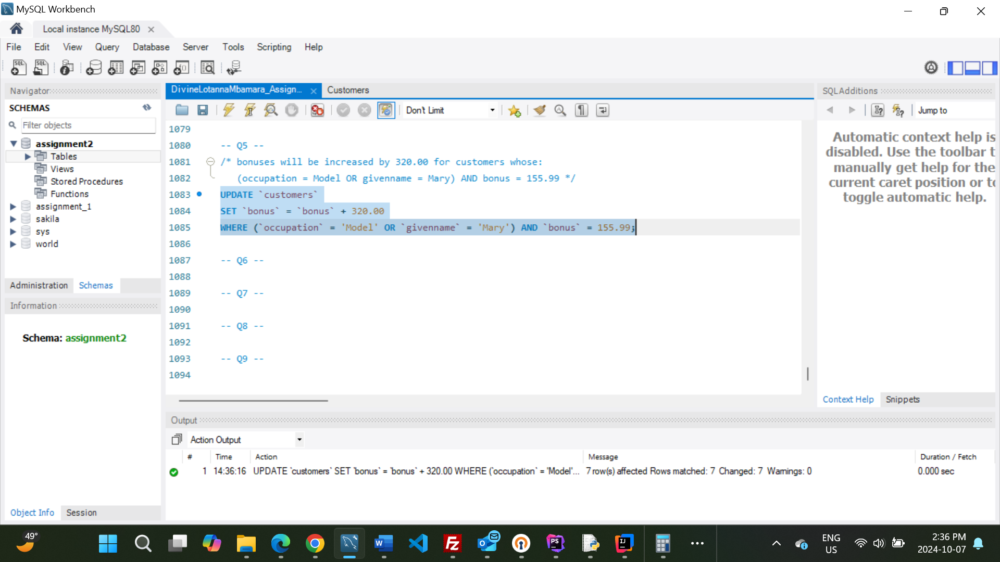 MySQL Workbench
Local instance MySQL80
File Edit View Query Database Server Tools Scripting Help
Navigator
SCHEMAS
Filter objects
assignment2
Tables
Views
Stored Procedures
Functions
assignment_1
sakila
sys
world
Administration Schemas
Information
Schema: assignment2
Object Info Session
DivineLotannaMbamara_Assign... Customers
Don't Limit
1079
1080 -- Q5 --
1081 /* bonuses will be increased by 320.00 for customers whose:
1082 (occupation = Model OR givenname = Mary) AND bonus = 155.99 */
1083 UPDATE `customers`
1084 SET `bonus` = `bonus` + 320.00
1085 WHERE (`occupation` = 'Model' OR `givenname` = 'Mary') AND `bonus` = 155.99;
1086
1087 -- Q6 --
1088
1089 -- Q7 --
1090
1091 -- Q8 --
1092
1093 -- Q9 --
1094
SQLAdditions
Jump to
Automatic context help is
disabled. Use the toolbar t
manually get help for the
current caret position or to
toggle automatic help.
Context Help Snippets
Output
Action Output
# Time Action Message Duration / Fetch
1 14:36:16 UPDATE `customers` SET `bonus` = `bonus` + 320.00 WHERE (`occupation` = 'Model'... 7 row(s) affected Rows matched: 7 Changed: 7 Warnings: 0 0.000 sec
49°
ENG
US
2:36 PM
2024-10-07